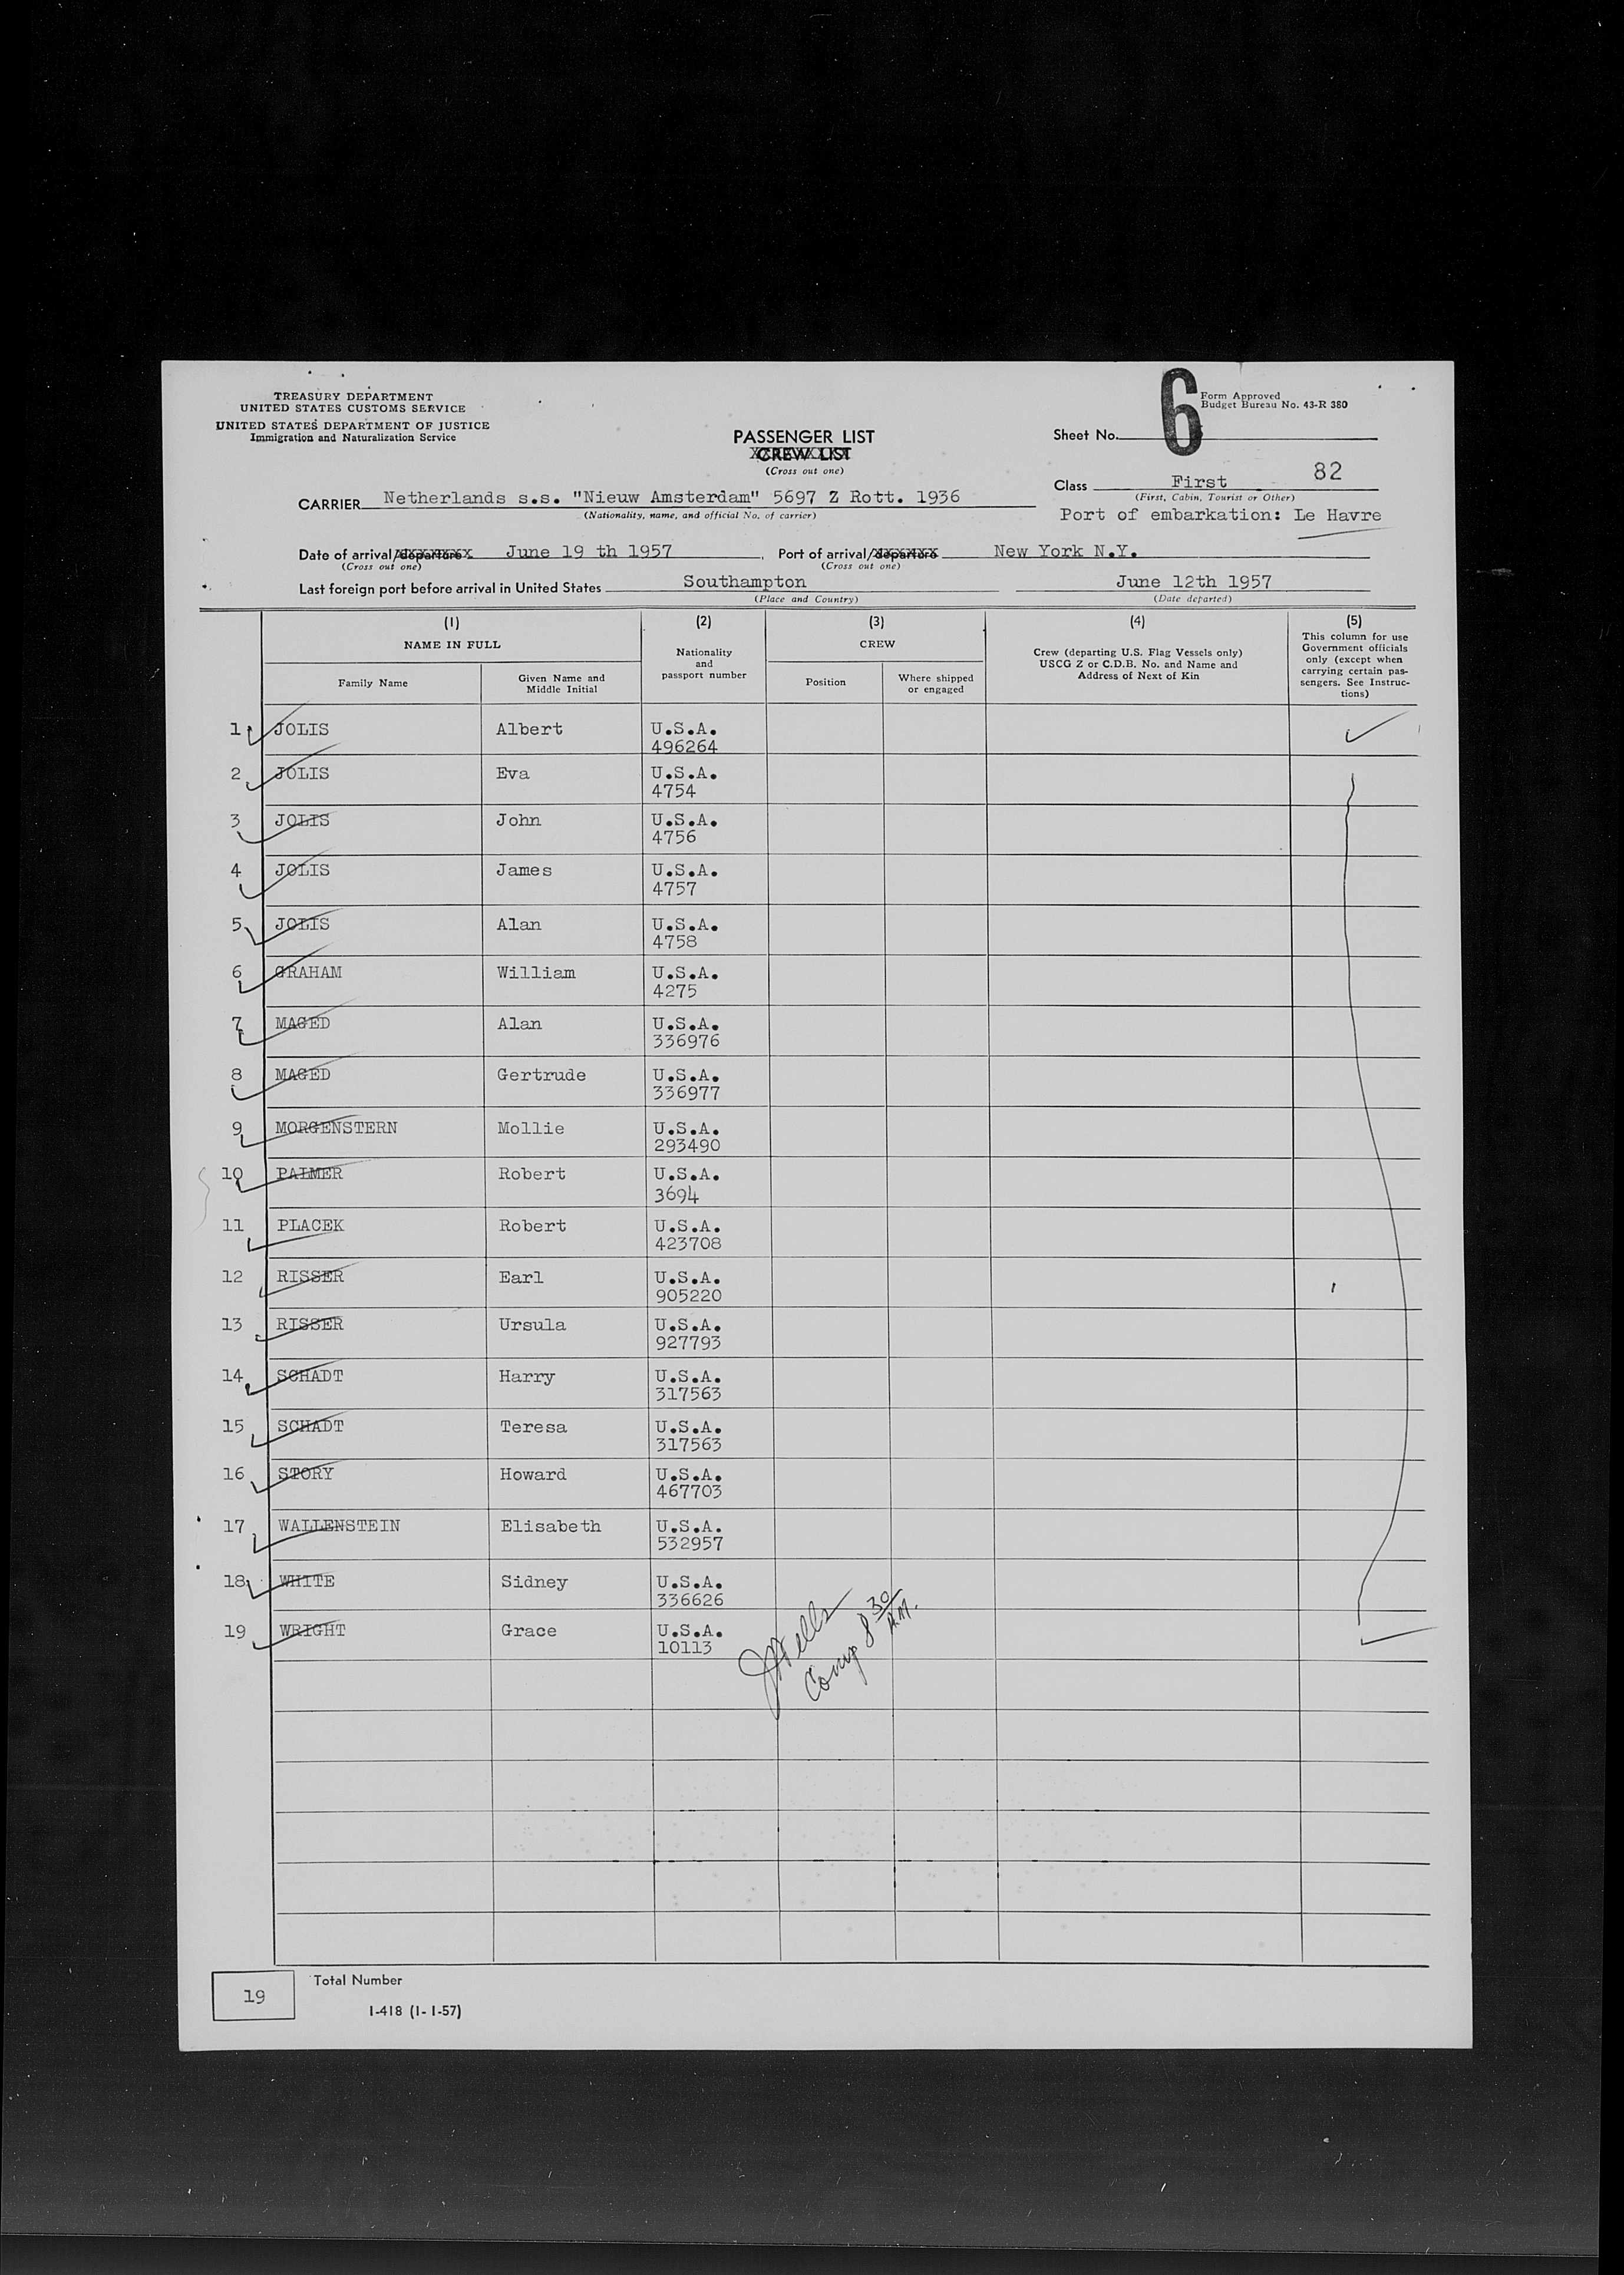 TREASURY DEPARTMENT
UNITED STATES CUSTOMS SERVICE
UNITED STATES DEPARTMENT OF JUSTICE
Immigration and Naturalization Service
PASSENGER LIST
CREW LIST
(Cross out one)
6
Form Approved
Budget Bureau No. 43-R 380
Sheet No.
Class First 82
(First, Cabin, Tourist or Other)
Port of embarkation: Le Havre
CARRIER Netherlands s.s. "Nieuw Amsterdam" 5697 Z Rott. 1936
(Nationality, name, and official No. of carrier)
Date of arrival/departure June 19 th 1957, Port of arrival/departure New York N.Y.
(Cross out one) (Cross out one)
Last foreign port before arrival in United States Southampton June 12th 1957
(Place and Country) (Date departed)
(1) (2) (3) (4) (5)
NAME IN FULL
Family Name
Given Name and
Middle Initial
Nationality
and
passport number
CREW
Position
Where shipped
or engaged
Crew (departing U.S. Flag Vessels only)
USCG Z or C.D.B. No. and Name and
Address of Next of Kin
This column for use
Government officials
only (except when
carrying certain pas-
sengers. See Instruc-
tions)
1 JOLIS Albert U.S.A.
496264
2 JOLIS Eva U.S.A.
4754
3 JOLIS John U.S.A.
4756
4 JOLIS James U.S.A.
4757
5 JOLIS Alan U.S.A.
4758
6 GRAHAM William U.S.A.
4275
7 MAGED Alan U.S.A.
336976
8 MAGED Gertrude U.S.A.
336977
9 MORGENSTERN Mollie U.S.A.
293490
10 PALMER Robert U.S.A.
3694
11 PLACEK Robert U.S.A.
423708
12 RISSER Earl U.S.A.
905220
13 RISSER Ursula U.S.A.
927793
14 SCHADT Harry U.S.A.
317563
15 SCHADT Teresa U.S.A.
317563
16 STORY Howard U.S.A.
467703
17 WALLENSTEIN Elisabeth U.S.A.
532957
18 WHITE Sidney U.S.A.
336626
19 WRIGHT Grace U.S.A.
10113
JWells
Comp 8 30 A.M.
19 Total Number
I-418 (1-1-57)